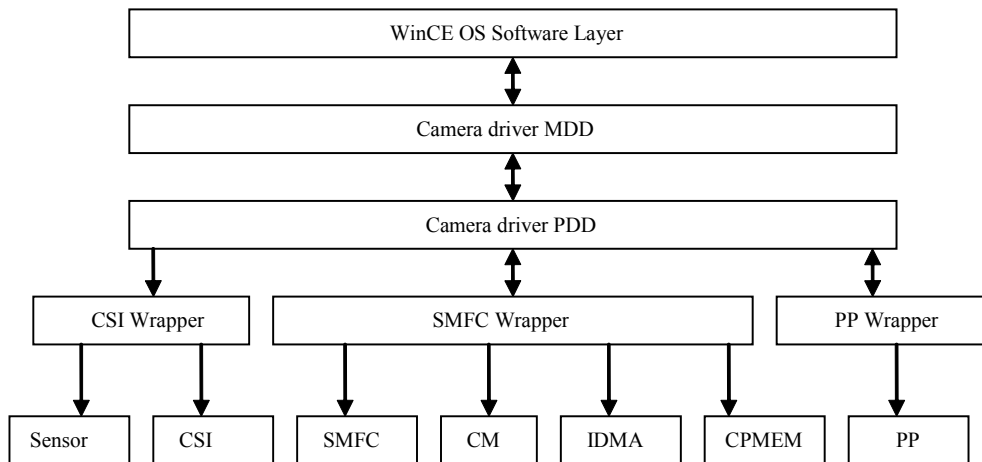 WinCE OS Software Layer
Camera driver MDD
Camera driver PDD
CSI Wrapper
SMFC Wrapper
PP Wrapper
Sensor
CSI
SMFC
CM
IDMA
CPMEM
PP